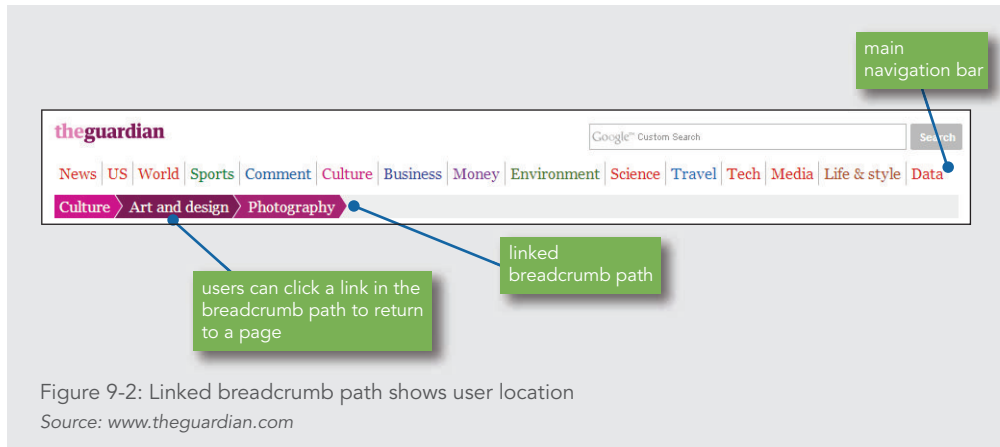 main
navigation bar
theguardian
Google™ Custom Search
Search
News US World Sports Comment Culture Business Money Environment Science Travel Tech Media Life & style Data
Culture Art and design Photography
linked
breadcrumb path
users can click a link in the
breadcrumb path to return
to a page
Figure 9-2: Linked breadcrumb path shows user location
Source: www.theguardian.com